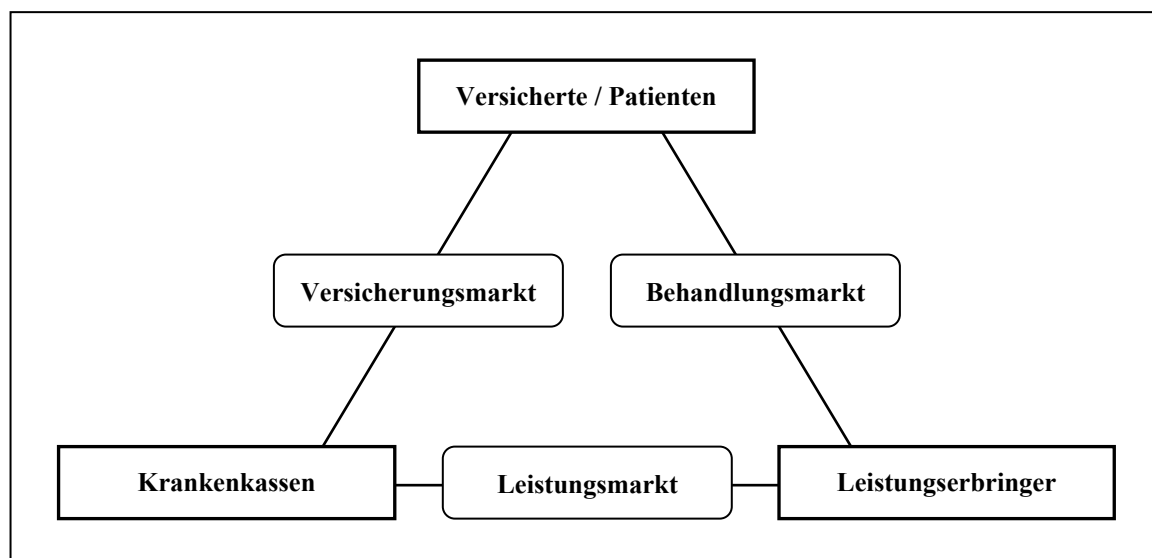 Versicherte / Patienten
Versicherungsmarkt
Behandlungsmarkt
Krankenkassen
Leistungsmarkt
Leistungserbringer